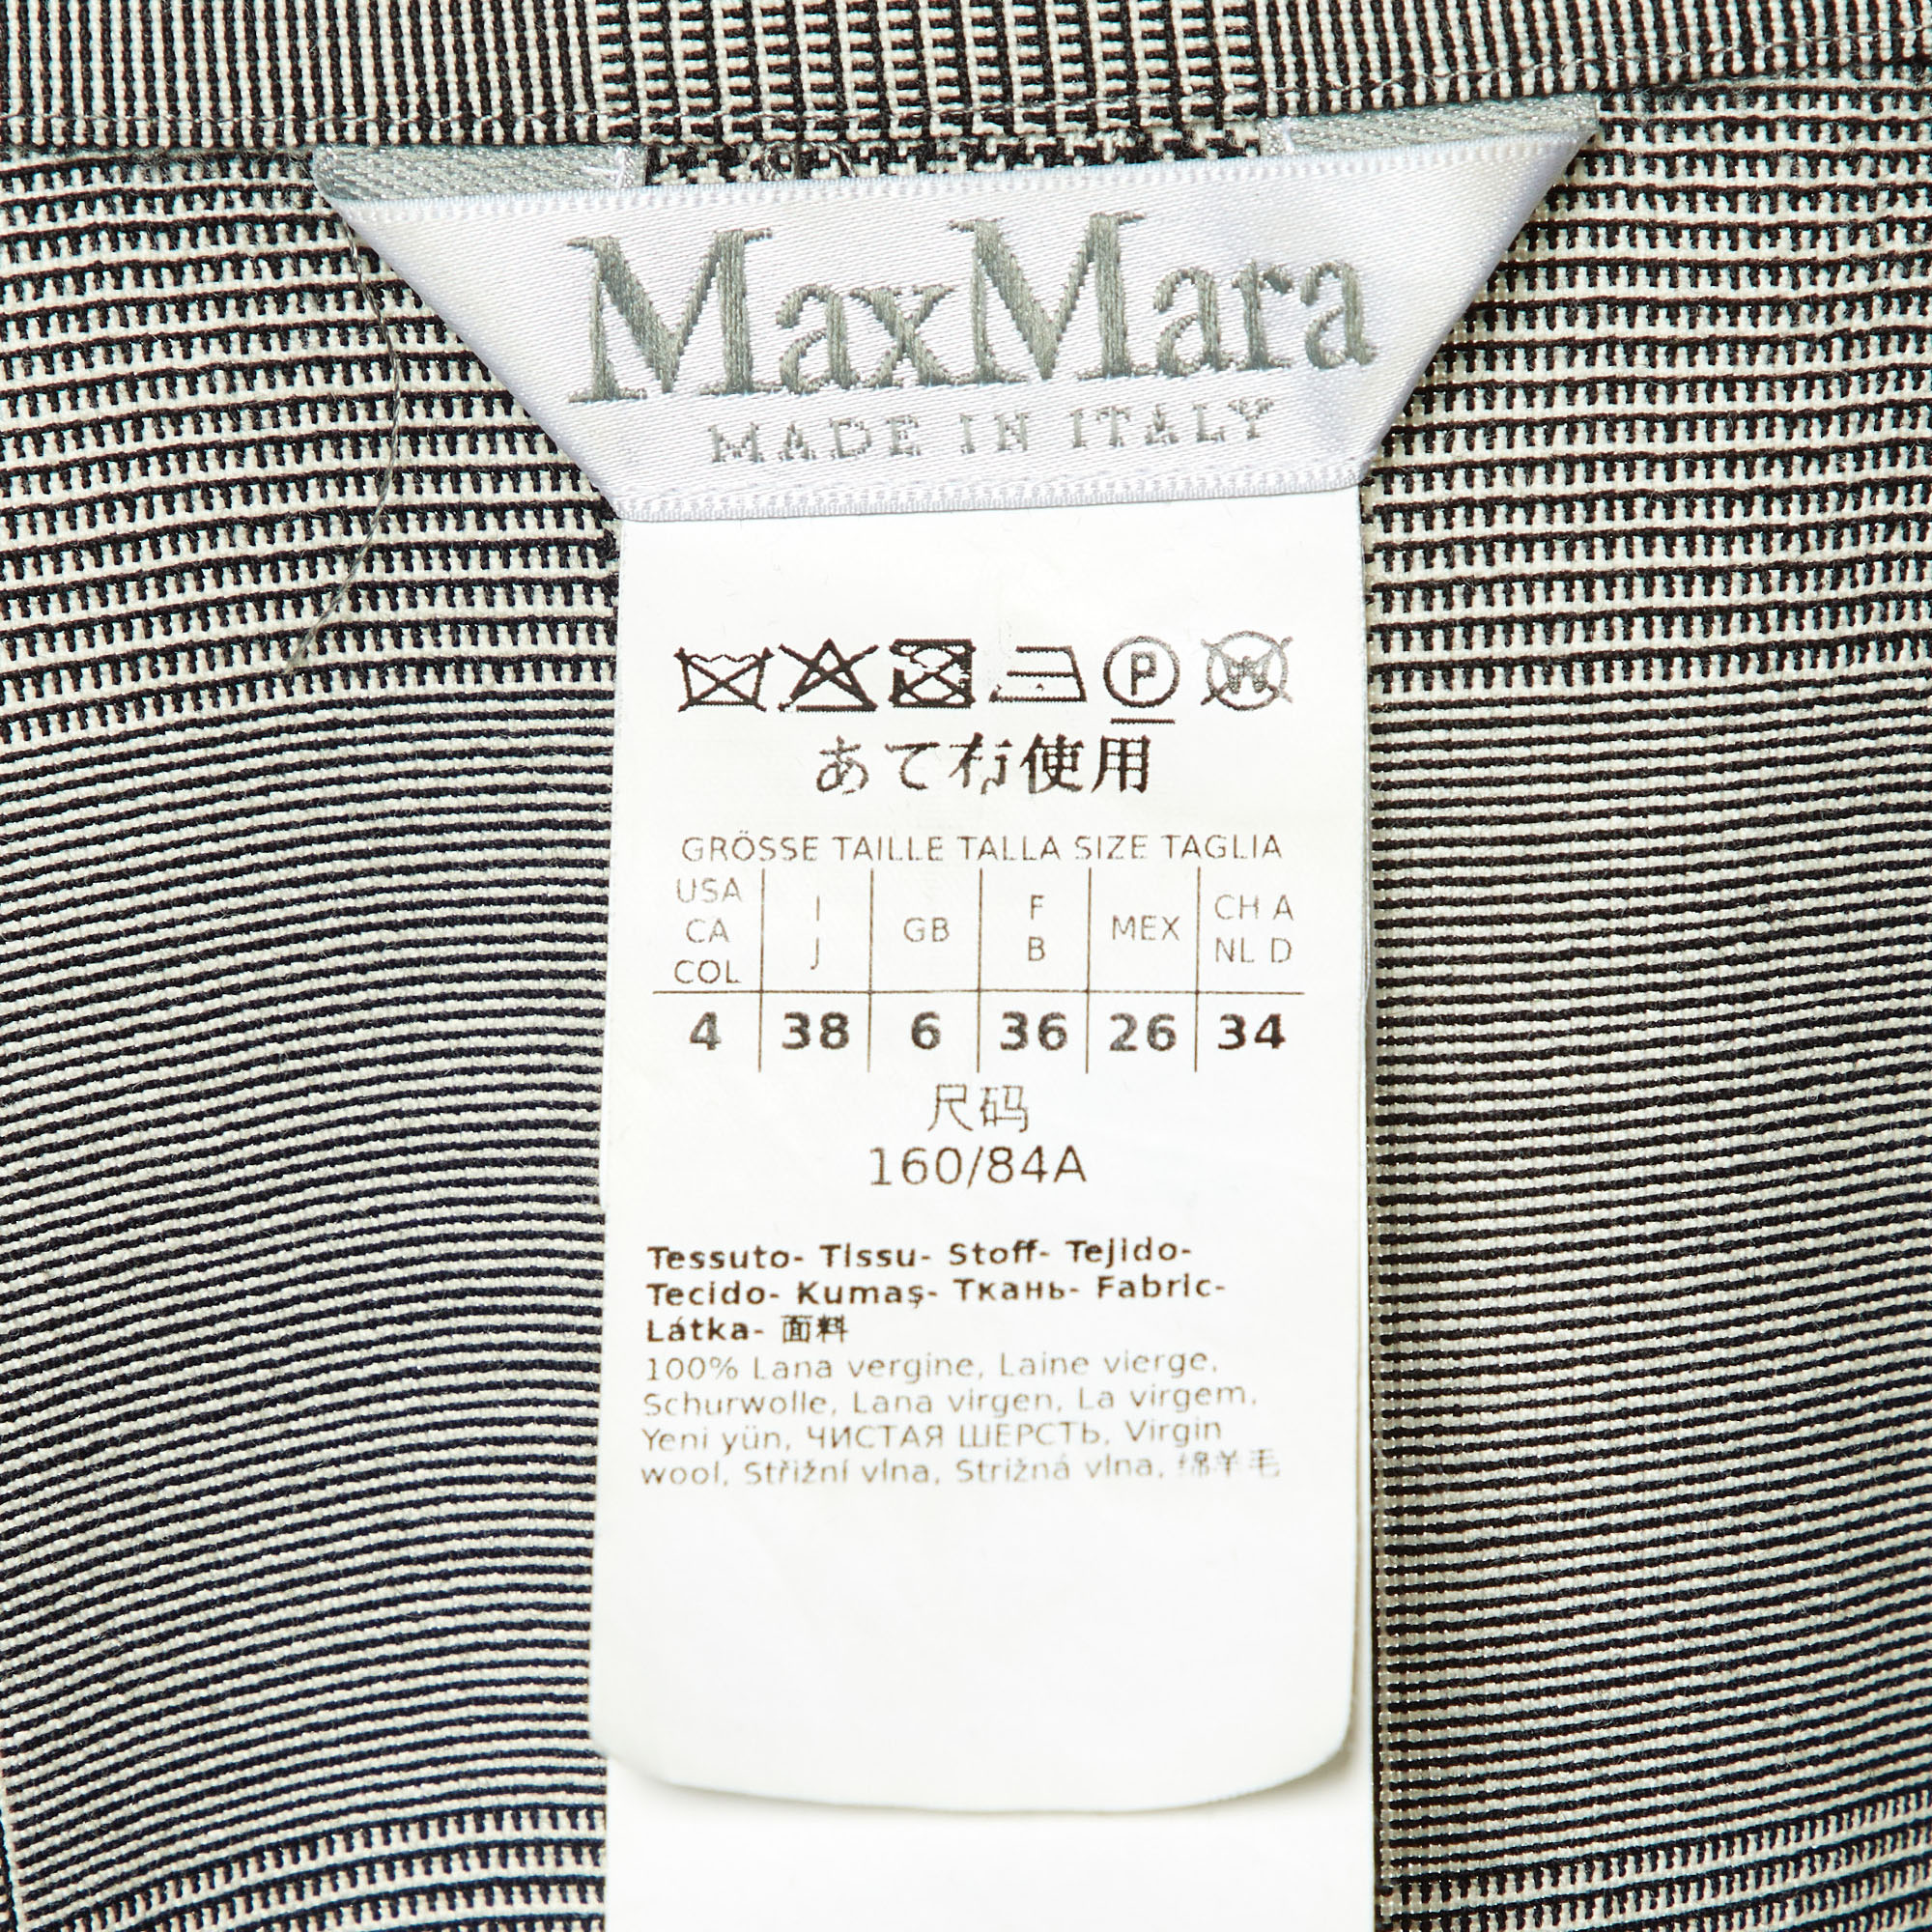 MaxMara
MADE IN ITALY
P W
あて布使用
GRÖSSE TAILLE TALLA SIZE TAGLIA
USA I GB F MEX CH A
CA J B NL D
COL
4 38 6 36 26 34
尺码
160/84A
Tessuto- Tissu- Stoff- Tejido-
Tecido- Kumaş- Ткань- Fabric-
Látka- 面料
100% Lana vergine, Laine vierge,
Schurwolle, Lana virgen, La virgem,
Yeni yün, ЧИСТАЯ ШЕРСТЬ, Virgin
wool, Střižní vlna, Strižná vlna, 绵羊毛